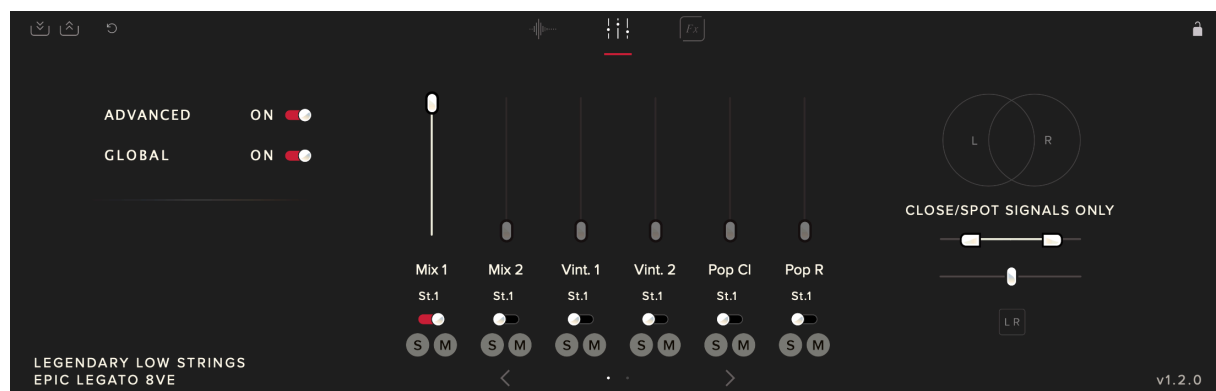 Fx
ADVANCED ON
GLOBAL ON
L R
CLOSE/SPOT SIGNALS ONLY
Mix 1 Mix 2 Vint. 1 Vint. 2 Pop Cl Pop R
St.1 St.1 St.1 St.1 St.1 St.1
S M S M S M S M S M S M
L R
LEGENDARY LOW STRINGS
EPIC LEGATO 8VE
v1.2.0